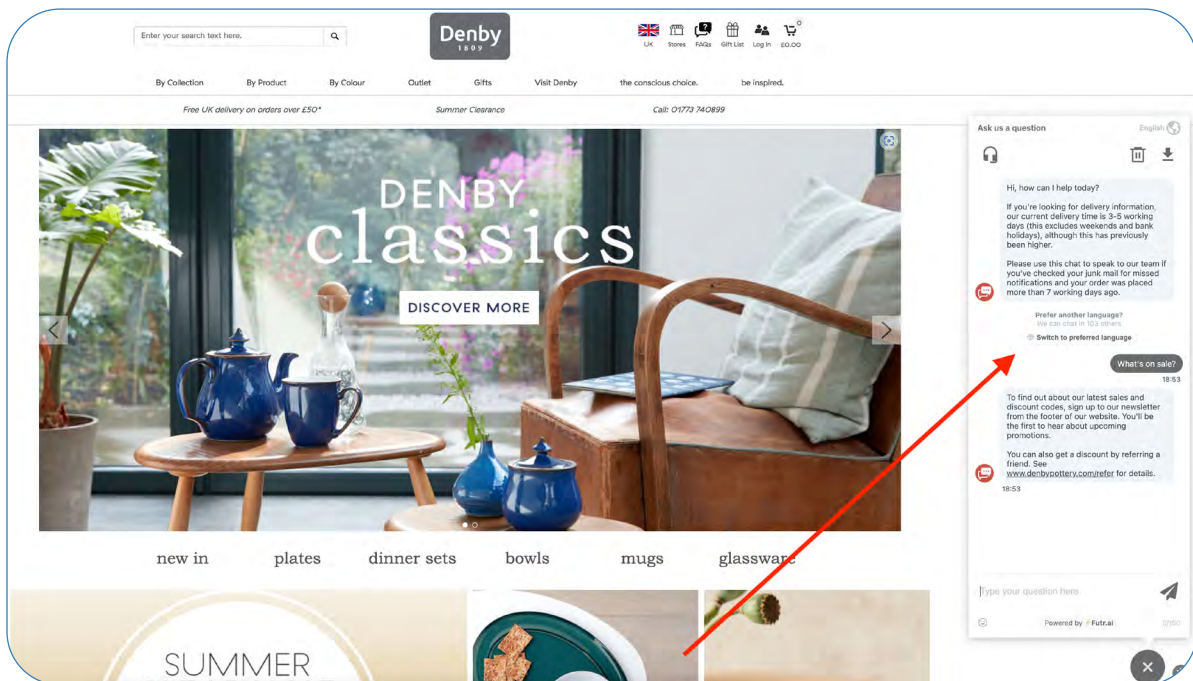 Enter your search text here.
Denby
1809
UK
Stores
FAQs
Gift List
Log In
0
£0.00
By Collection
By Product
By Colour
Outlet
Gifts
Visit Denby
the conscious choice.
be inspired.
Free UK delivery on orders over £50*
Summer Clearance
Call: 01773 740899
DENBY
classics
DISCOVER MORE
new in
plates
dinner sets
bowls
mugs
glassware
SUMMER
Ask us a question
English
Hi, how can I help today?
If you're looking for delivery information,
our current delivery time is 3-5 working
days (this excludes weekends and bank
holidays), although this has previously
been higher.
Please use this chat to speak to our team if
you've checked your junk mail for missed
notifications and your order was placed
more than 7 working days ago.
Prefer another language?
We can chat in 103 others
Switch to preferred language
What's on sale?
18:53
To find out about our latest sales and
discount codes, sign up to our newsletter
from the footer of our website. You'll be
the first to hear about upcoming
promotions.
You can also get a discount by referring a
friend. See
www.denbypottery.com/refer for details.
18:53
Type your question here
Powered by Futr.ai